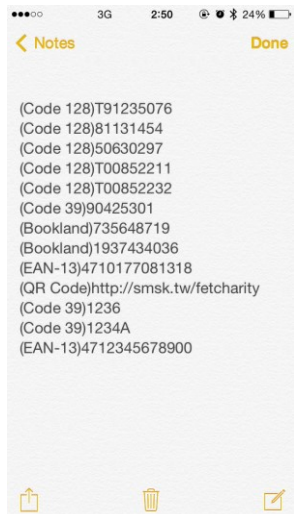 3G 2:50 24%
Notes Done
(Code 128)T91235076
(Code 128)81131454
(Code 128)50630297
(Code 128)T00852211
(Code 128)T00852232
(Code 39)90425301
(Bookland)735648719
(Bookland)1937434036
(EAN-13)4710177081318
(QR Code)http://smsk.tw/fetcharity
(Code 39)1236
(Code 39)1234A
(EAN-13)4712345678900